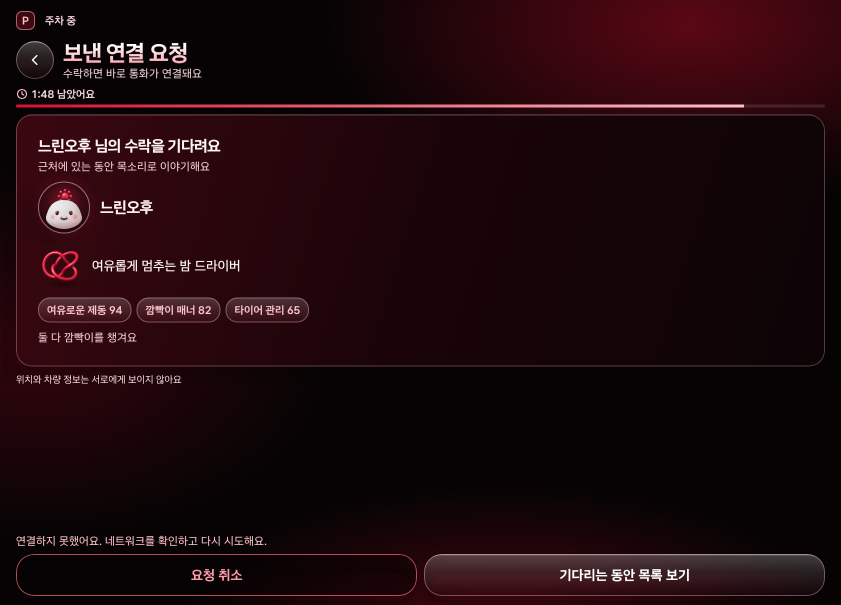 P 주차 중
보낸 연결 요청
수락하면 바로 통화가 연결돼요
1:48 남았어요
느린오후 님의 수락을 기다려요
근처에 있는 동안 목소리로 이야기해요
느린오후
여유롭게 멈추는 밤 드라이버
여유로운 제동 94 깜빡이 매너 82 타이어 관리 65
둘 다 깜빡이를 챙겨요
위치와 차량 정보는 서로에게 보이지 않아요
연결하지 못했어요. 네트워크를 확인하고 다시 시도해요.
요청 취소 기다리는 동안 목록 보기